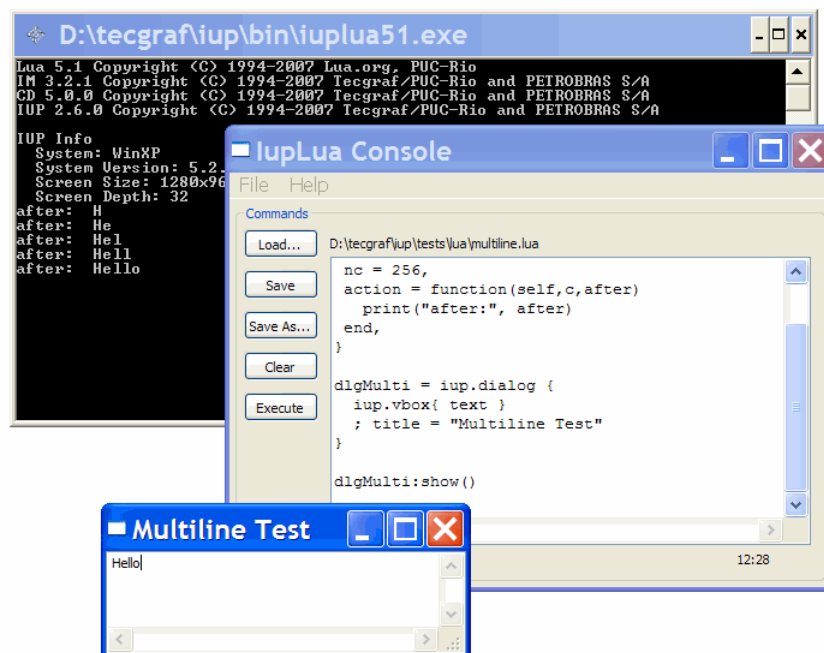 D:\tecgraf\iup\bin\iuplua51.exe
Lua 5.1 Copyright (C) 1994-2007 Lua.org, PUC-Rio
IM 3.2.1 Copyright (C) 1994-2007 Tecgraf/PUC-Rio and PETROBRAS S/A
CD 5.0.0 Copyright (C) 1994-2007 Tecgraf/PUC-Rio and PETROBRAS S/A
IUP 2.6.0 Copyright (C) 1994-2007 Tecgraf/PUC-Rio and PETROBRAS S/A
IUP Info
System: WinXP
System Version: 5.2.
Screen Size: 1280x96
Screen Depth: 32
after: H
after: He
after: Hel
after: Hell
after: Hello
IupLua Console
File Help
Commands
Load...
Save
Save As...
Clear
Execute
D:\tecgraf\iup\tests\lua\multiline.lua
nc = 256,
action = function(self,c,after)
print("after:", after)
end,
}
dlgMulti = iup.dialog {
iup.vbox{ text }
; title = "Multiline Test"
}
dlgMulti:show()
12:28
Multiline Test
Hello